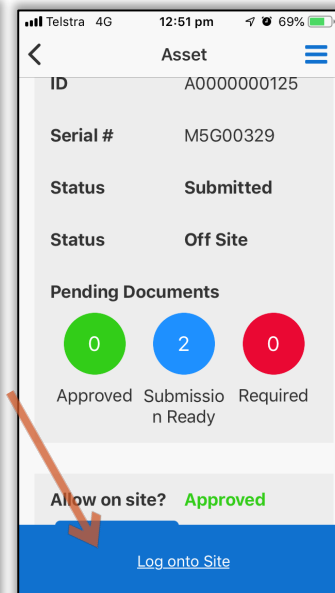 Telstra 4G 12:51 pm 69%
Asset
ID A0000000125
Serial # M5G00329
Status Submitted
Status Off Site
Pending Documents
0 2 0
Approved Submissio Required
n Ready
Allow on site? Approved
Log onto Site